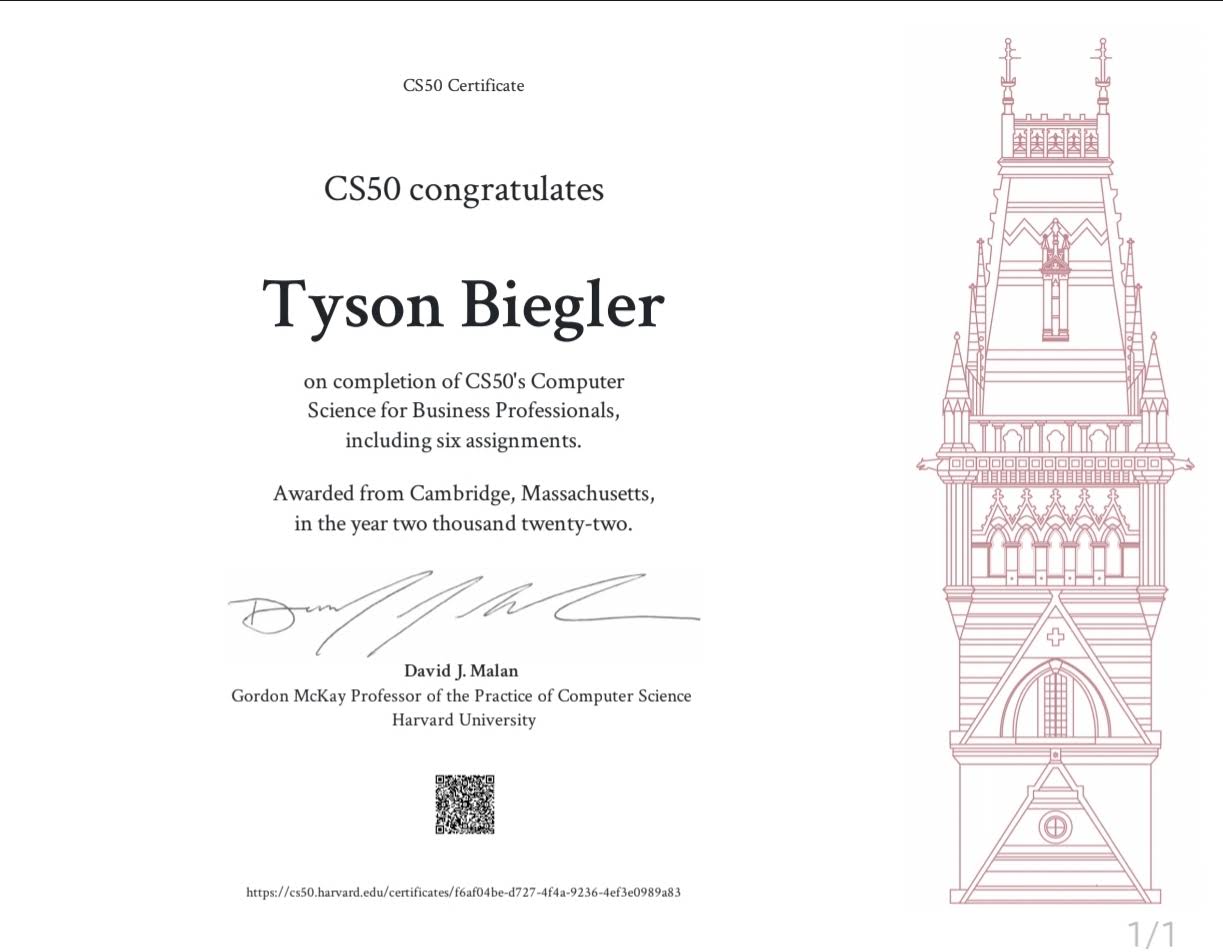 CS50 Certificate
CS50 congratulates
Tyson Biegler
on completion of CS50's Computer
Science for Business Professionals,
including six assignments.
Awarded from Cambridge, Massachusetts,
in the year two thousand twenty-two.
David J. Malan
Gordon McKay Professor of the Practice of Computer Science
Harvard University
https://cs50.harvard.edu/certificates/f6af04be-d727-4f4a-9236-4ef3e0989a83
1/1